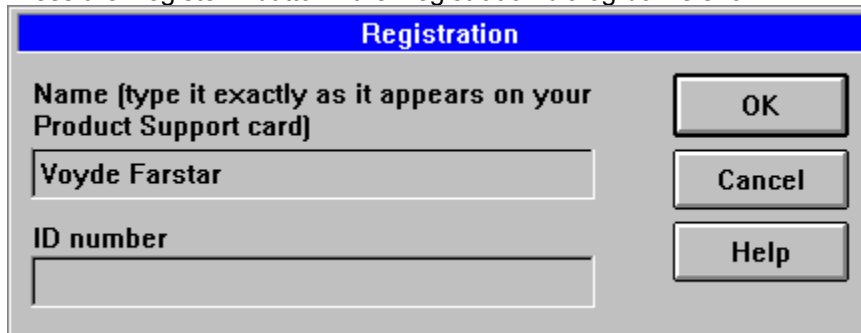 Registration
Name (type it exactly as it appears on your
Product Support card)
OK
Voyde Farstar
Cancel
ID number
Help